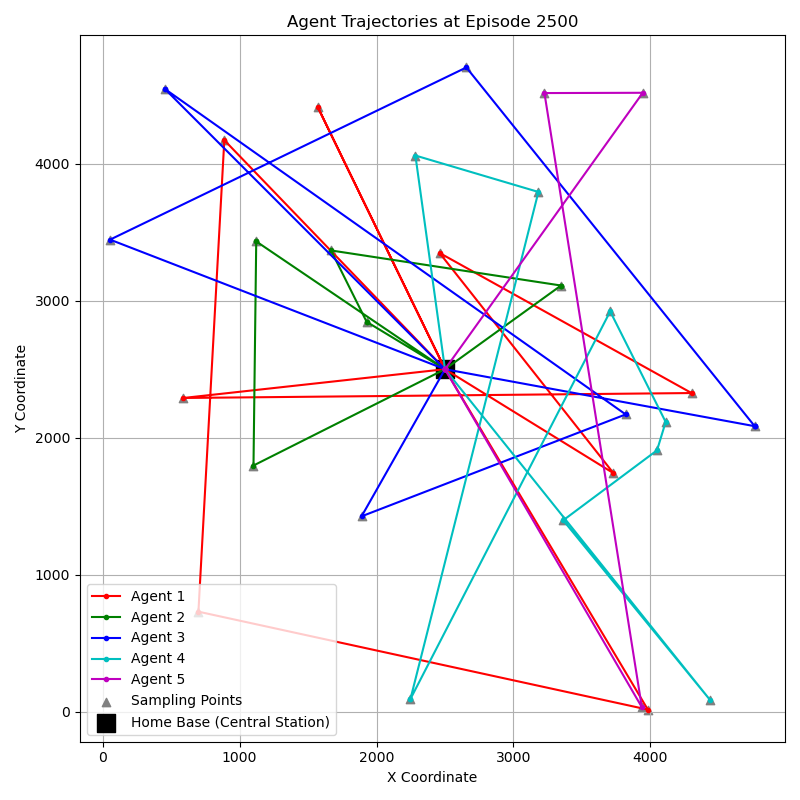 Agent Trajectories at Episode 2500
Y Coordinate
4000
3000
2000
1000
0
Agent 1
Agent 2
Agent 3
Agent 4
Agent 5
Sampling Points
Home Base (Central Station)
0 1000 2000 3000 4000
X Coordinate